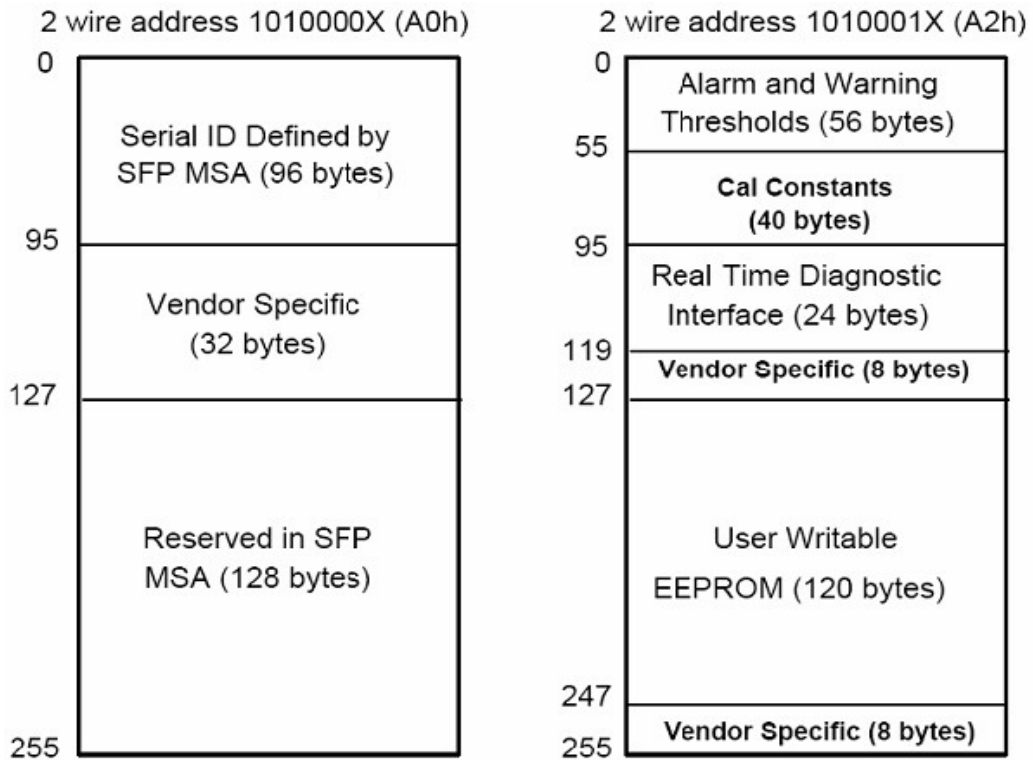 2 wire address 1010000X (A0h)
0
Serial ID Defined by
SFP MSA (96 bytes)
95
Vendor Specific
(32 bytes)
127
Reserved in SFP
MSA (128 bytes)
255
2 wire address 1010001X (A2h)
0
Alarm and Warning
Thresholds (56 bytes)
55
Cal Constants
(40 bytes)
95
Real Time Diagnostic
Interface (24 bytes)
119
Vendor Specific (8 bytes)
127
User Writable
EEPROM (120 bytes)
247
Vendor Specific (8 bytes)
255